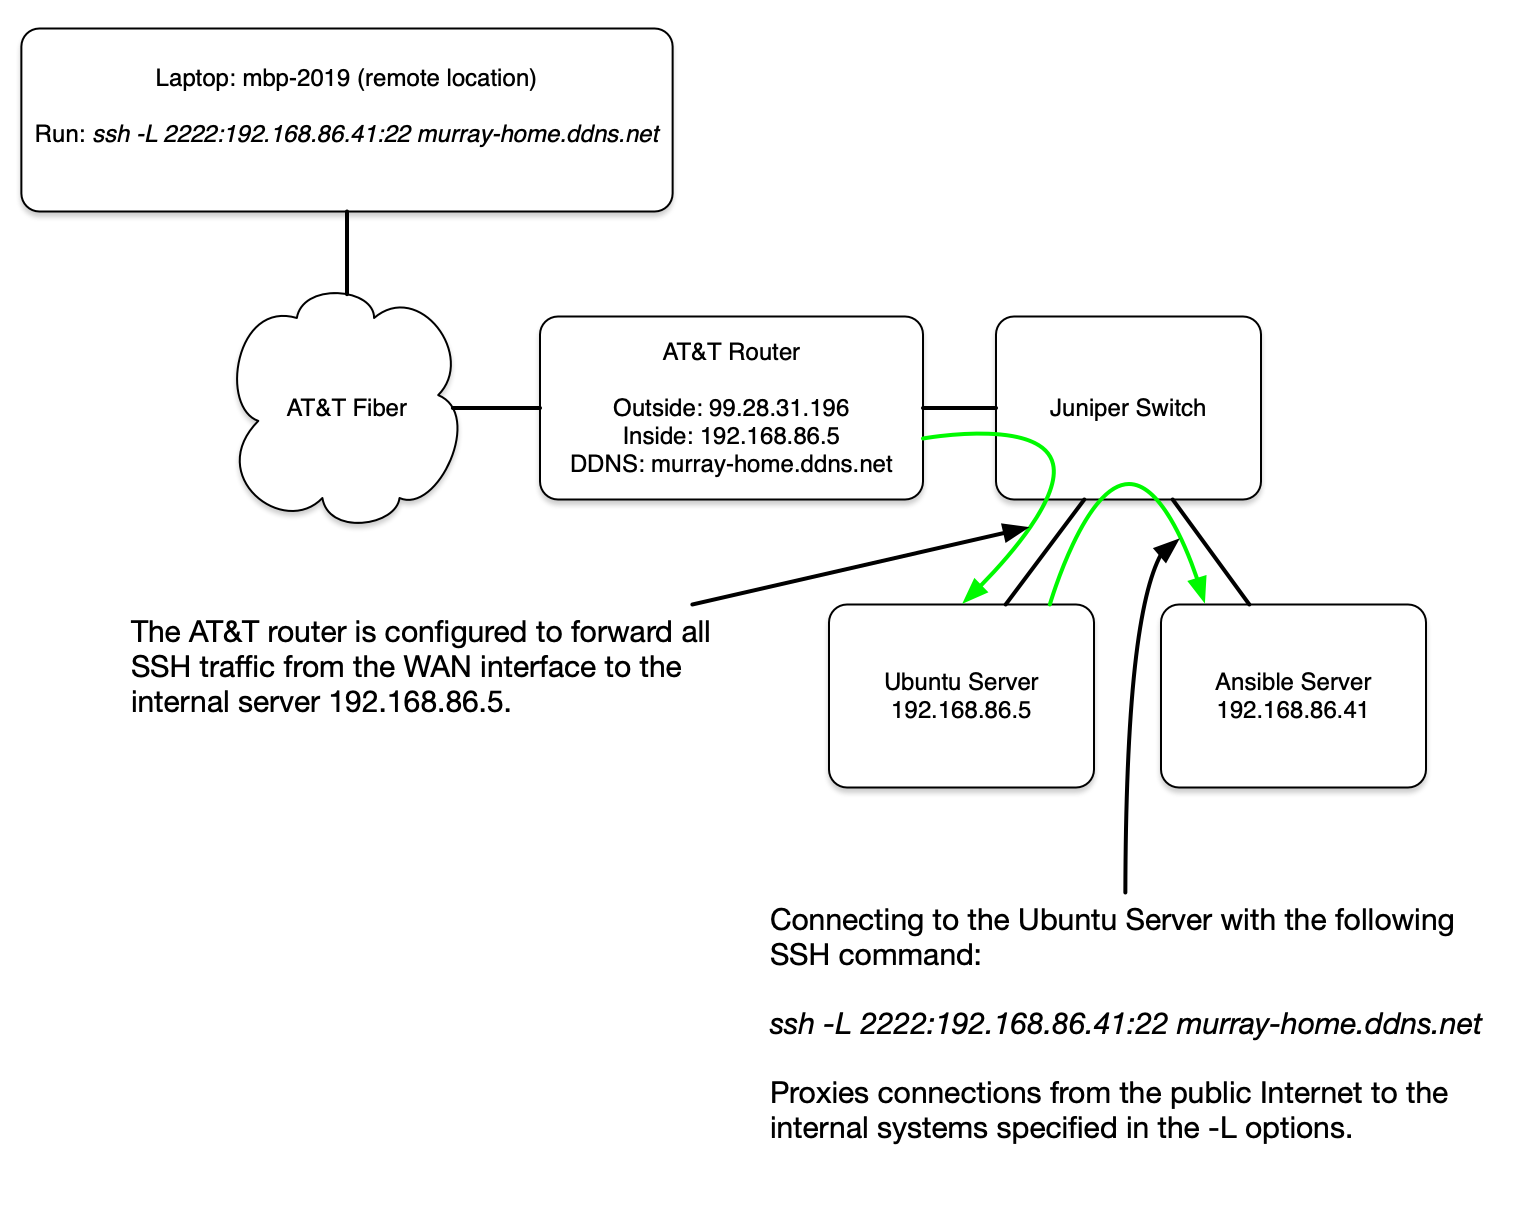 Laptop: mbp-2019 (remote location)
Run: ssh -L 2222:192.168.86.41:22 murray-home.ddns.net
AT&T Fiber
AT&T Router
Outside: 99.28.31.196
Inside: 192.168.86.5
DDNS: murray-home.ddns.net
Juniper Switch
The AT&T router is configured to forward all
SSH traffic from the WAN interface to the
internal server 192.168.86.5.
Ubuntu Server
192.168.86.5
Ansible Server
192.168.86.41
Connecting to the Ubuntu Server with the following
SSH command:
ssh -L 2222:192.168.86.41:22 murray-home.ddns.net
Proxies connections from the public Internet to the
internal systems specified in the -L options.